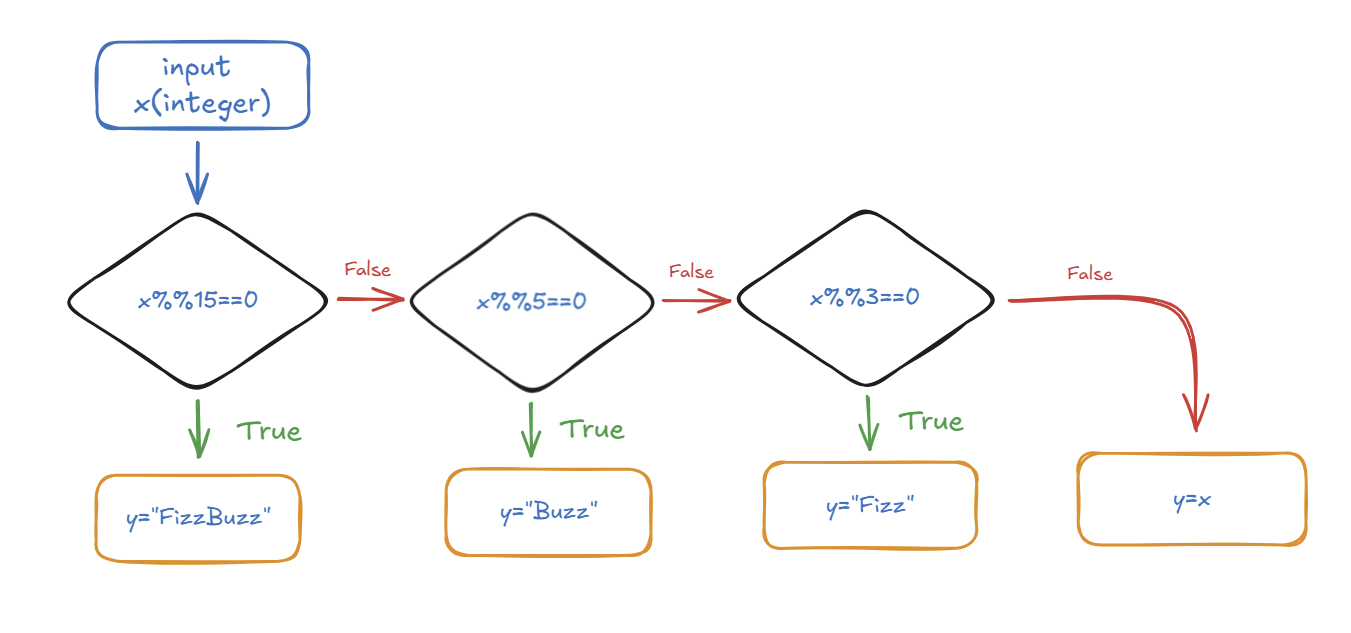 input
x(integer)
False
False
False
x%%15==0
x%%5==0
x%%3==0
True
True
True
y="FizzBuzz"
y="Buzz"
y="Fizz"
y=x